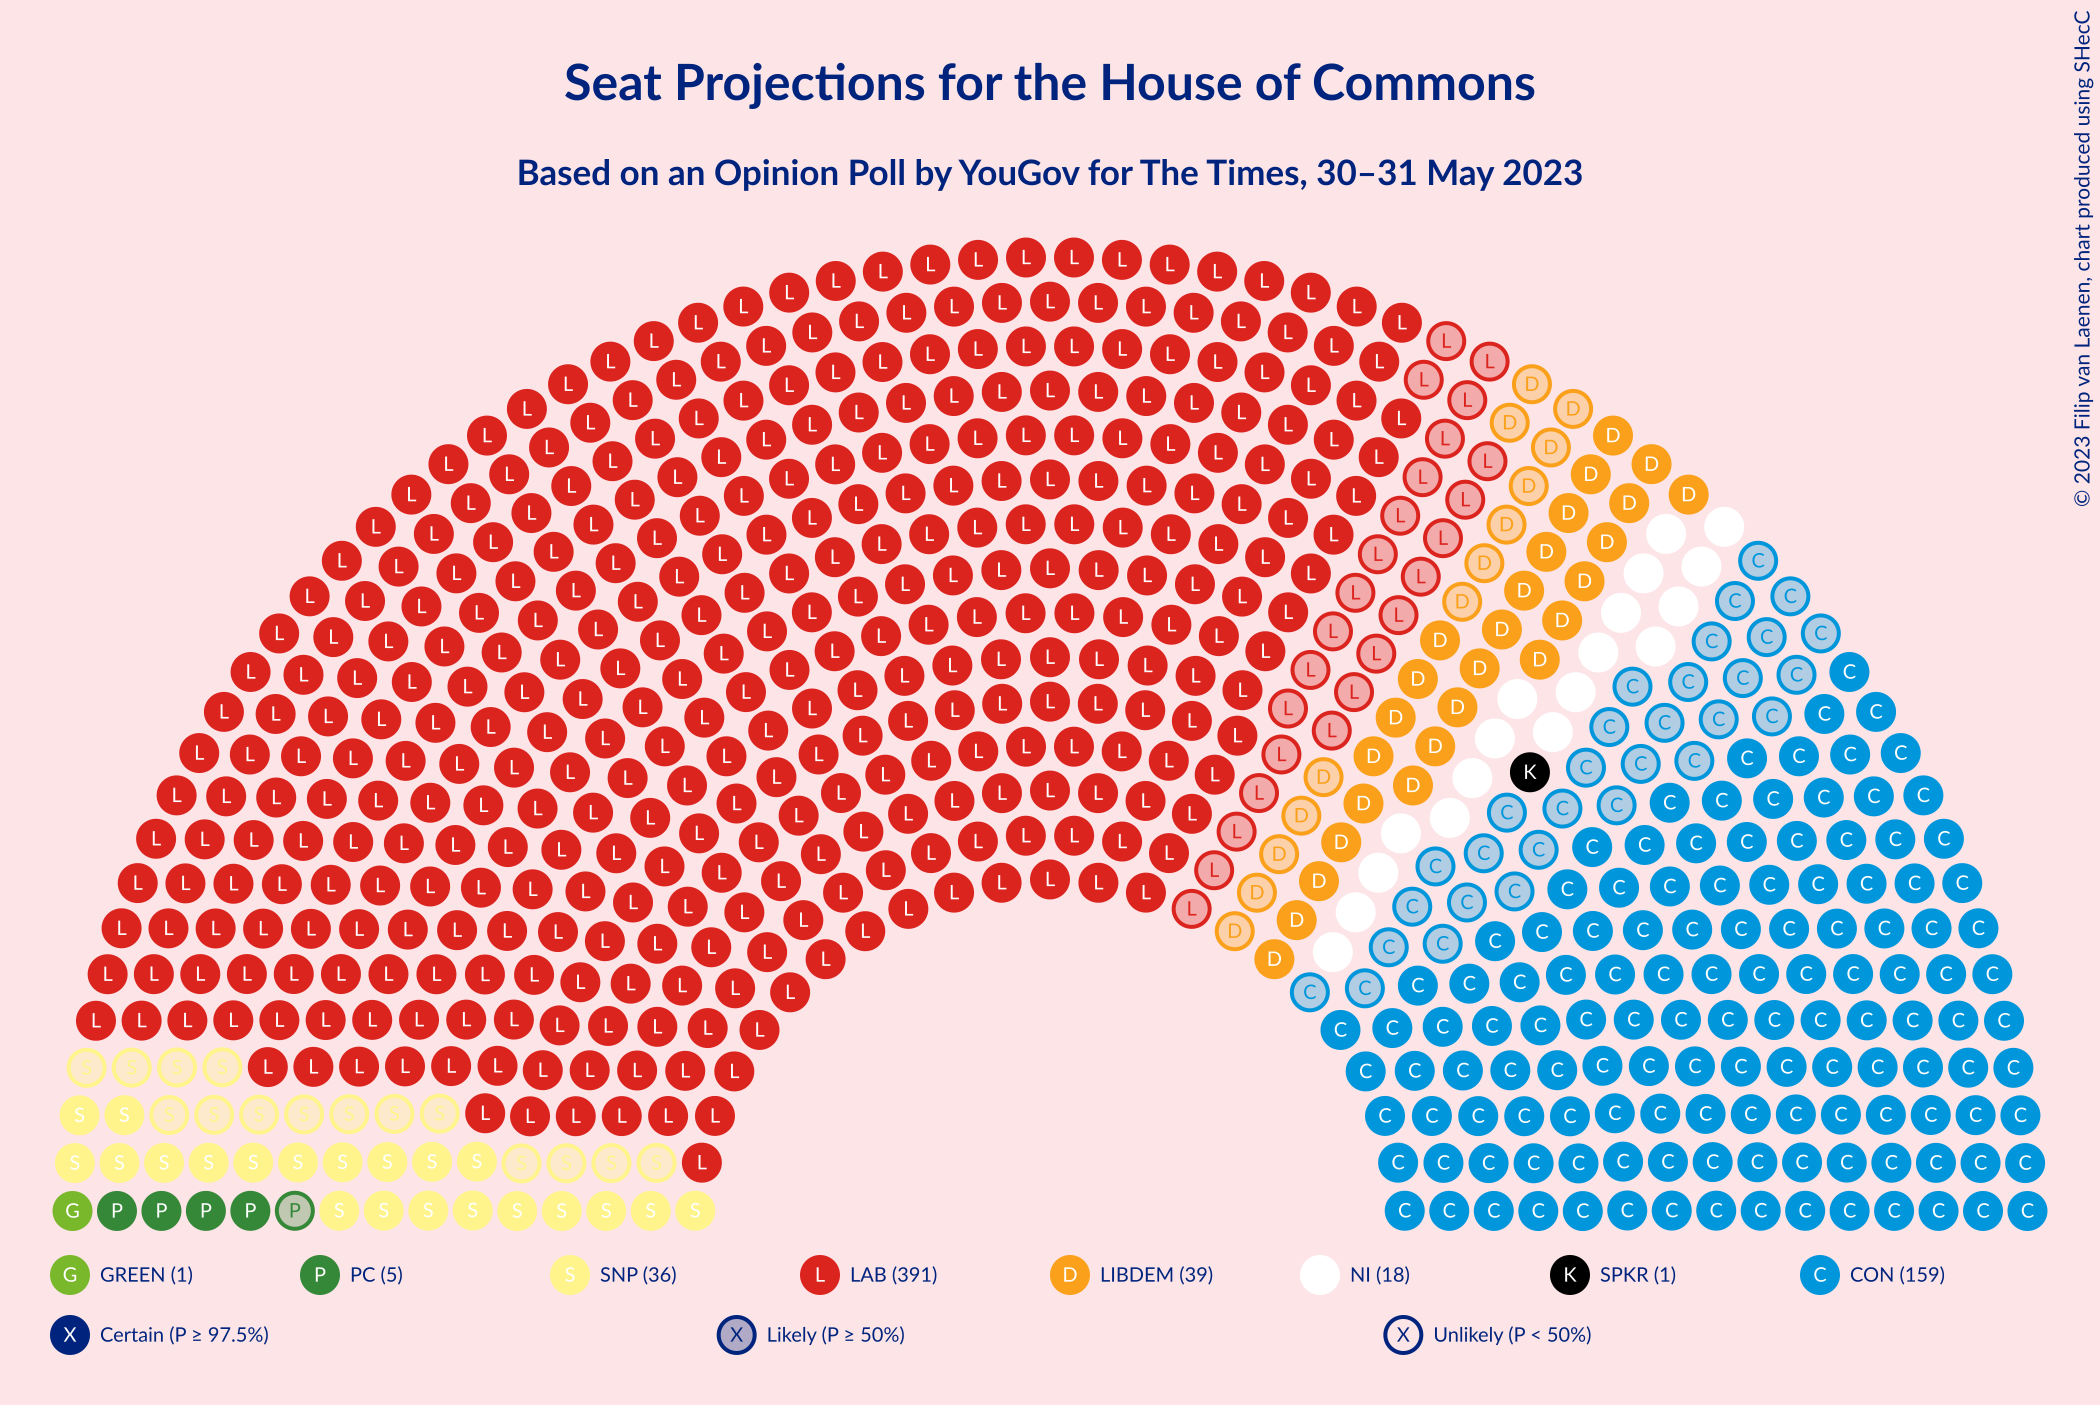 Seat Projections for the House of Commons
Based on an Opinion Poll by YouGov for The Times, 30–31 May 2023
© 2023 Filip van Laenen, chart produced using SHecC
G GREEN (1) P PC (5) S SNP (36) L LAB (391) D LIBDEM (39) NI (18) K SPKR (1) C CON (159)
X Certain (P ≥ 97.5%) X Likely (P ≥ 50%) X Unlikely (P < 50%)